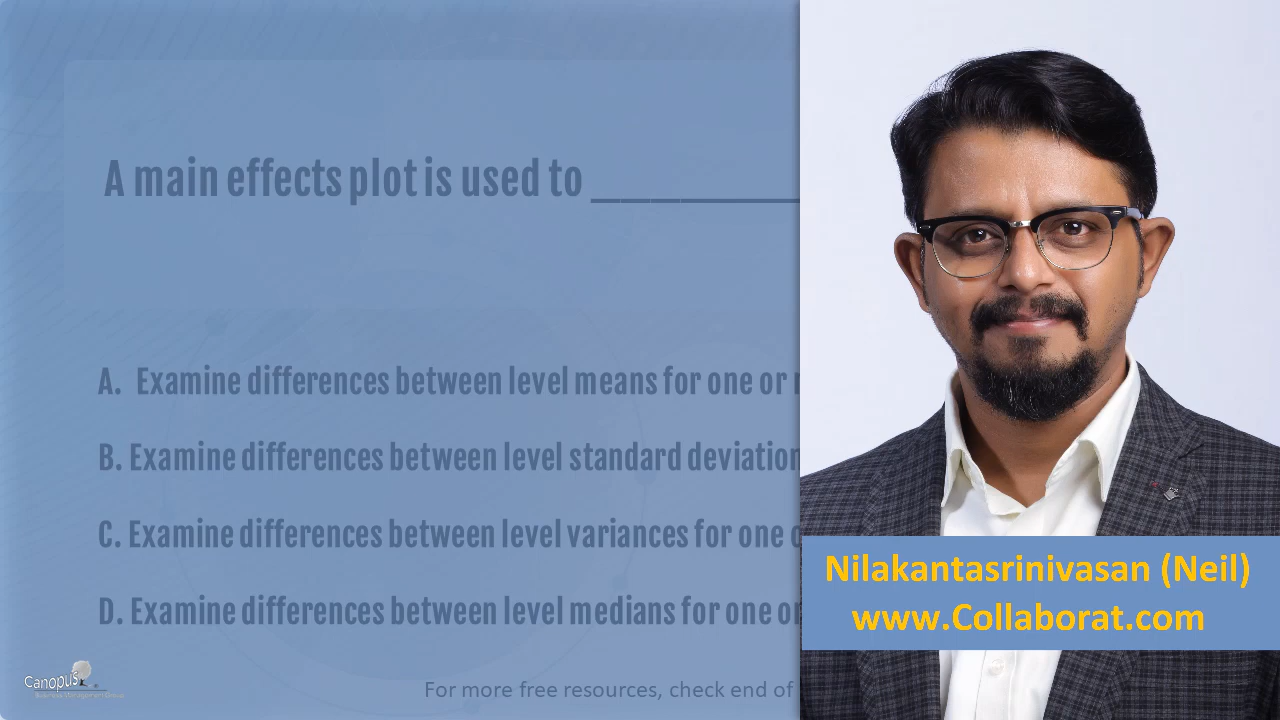 A main effects plot is used to __________
A. Examine differences between level means for one or
B. Examine differences between level standard deviation
C. Examine differences between level variances for one
D. Examine differences between level medians for one or
Nilakantasrinivasan (Neil)
www.Collaborat.com
Canopus
For more free resources, check end of